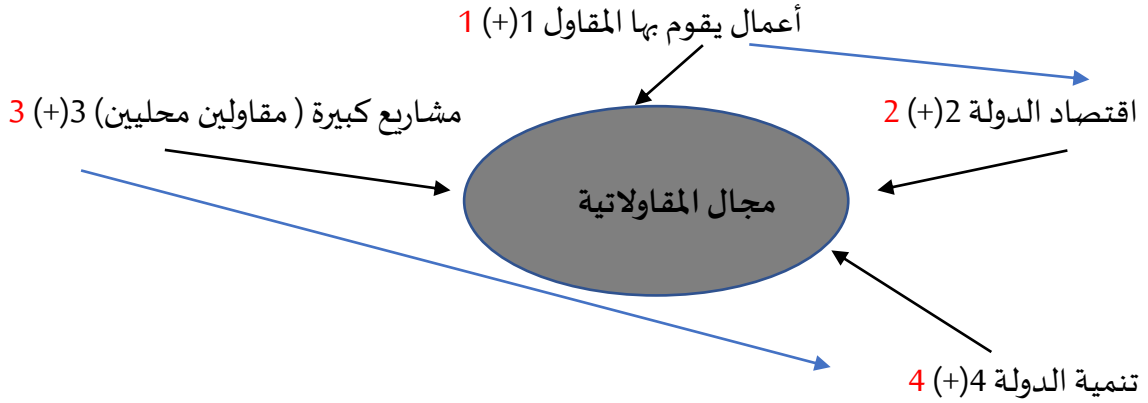 أعمال يقوم بها المقاول 1(+) 1
اقتصاد الدولة 2(+) 2
مشاريع كبيرة ( مقاولين محليين) 3(+) 3
مجال المقاولاتية
تنمية الدولة 4(+) 4